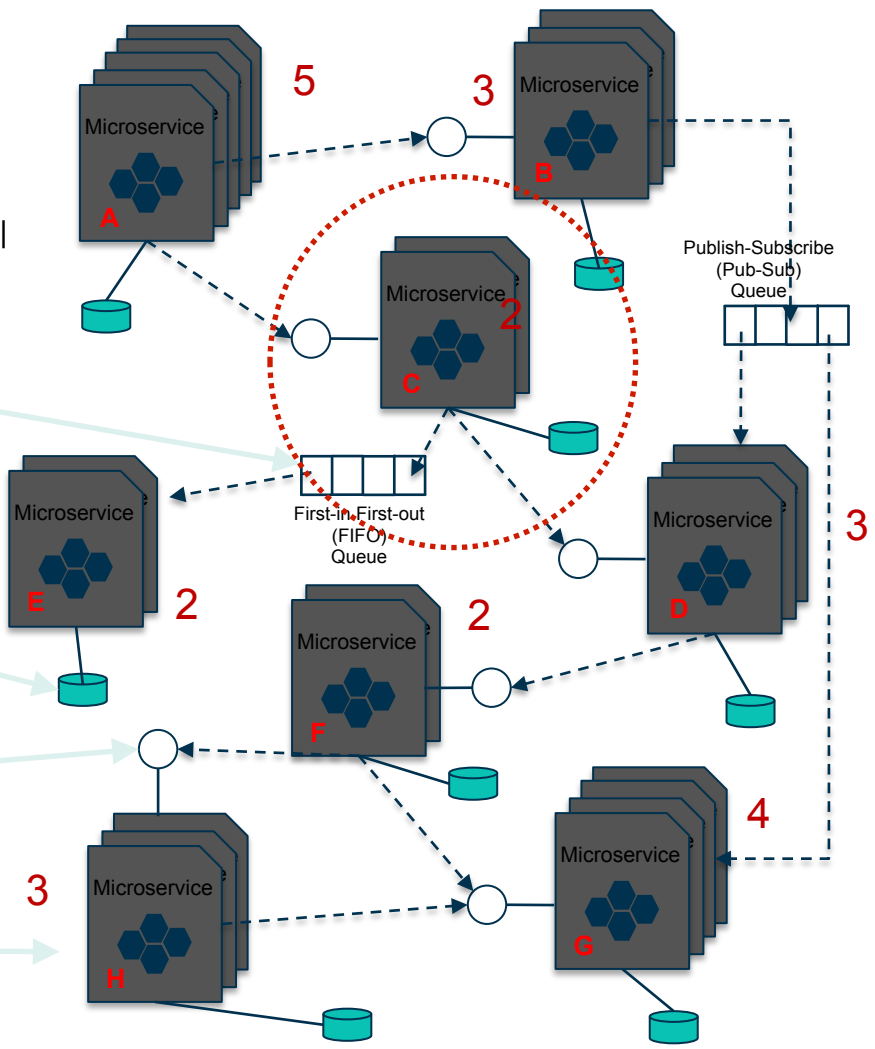 5
3
Microservice
B
Microservice
A
Publish-Subscribe
(Pub-Sub)
Queue
Microservice
2
C
First-in First-out
(FIFO)
Queue
Microservice
E
2
Microservice
D
3
2
Microservice
F
4
Microservice
G
3
Microservice
H